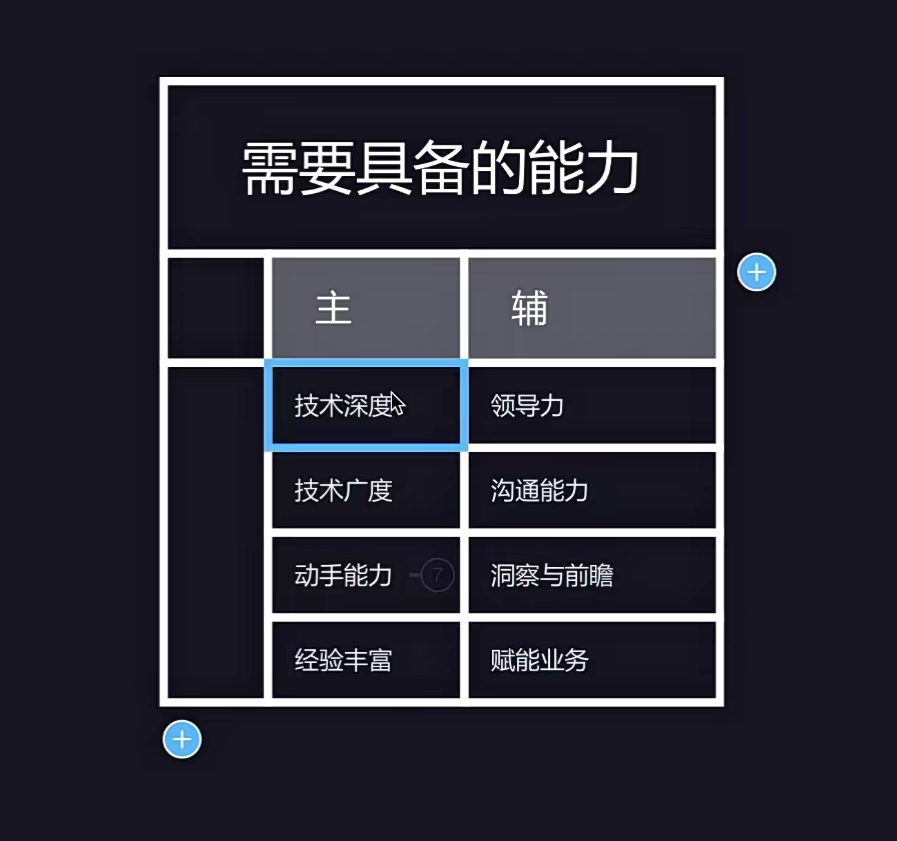 需要具备的能力
主 辅
技术深度 领导力
技术广度 沟通能力
动手能力 7 洞察与前瞻
经验丰富 赋能业务